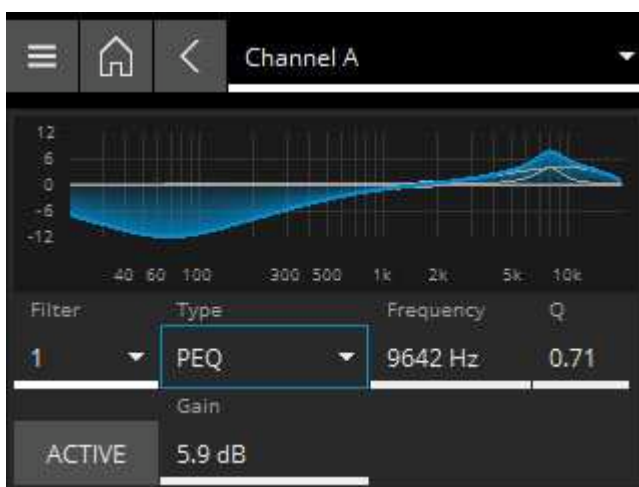 Channel A
12
6
0
-6
-12
40 60 100 300 500 1k 2k 5k 10k
Filter Type Frequency Q
1 PEQ 9642 Hz 0.71
Gain
ACTIVE 5.9 dB